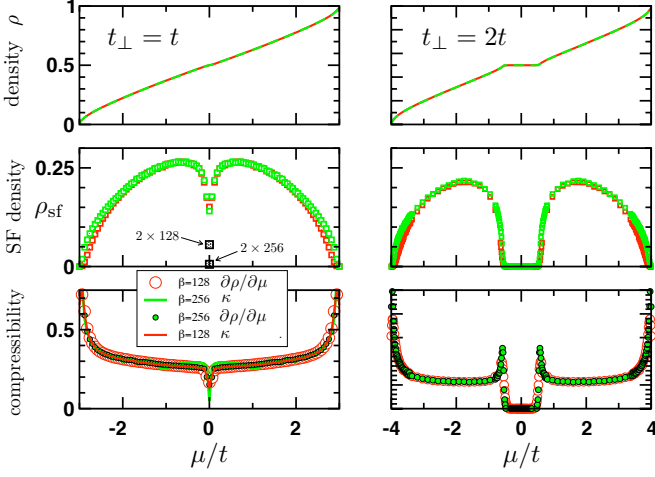 density ρ
t⊥ = t
t⊥ = 2t
0.5
0
SF density
ρsf
0.25
0
2 × 128
2 × 256
compressibility
0.5
0
β=128 ∂ρ/∂μ
β=256 κ
β=256 ∂ρ/∂μ
β=128 κ
-2 0 2
-4 -2 0 2 4
μ/t
μ/t
1